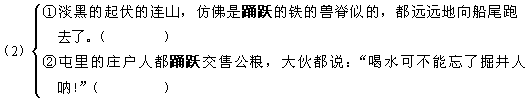 (2)
①淡黑的起伏的连山，仿佛是踊跃的铁的兽脊似的，都远远地向船尾跑
去了。(　　　　)
②屯里的庄户人都踊跃交售公粮，大伙都说：“喝水可不能忘了掘井人
呐!”(　　　　)